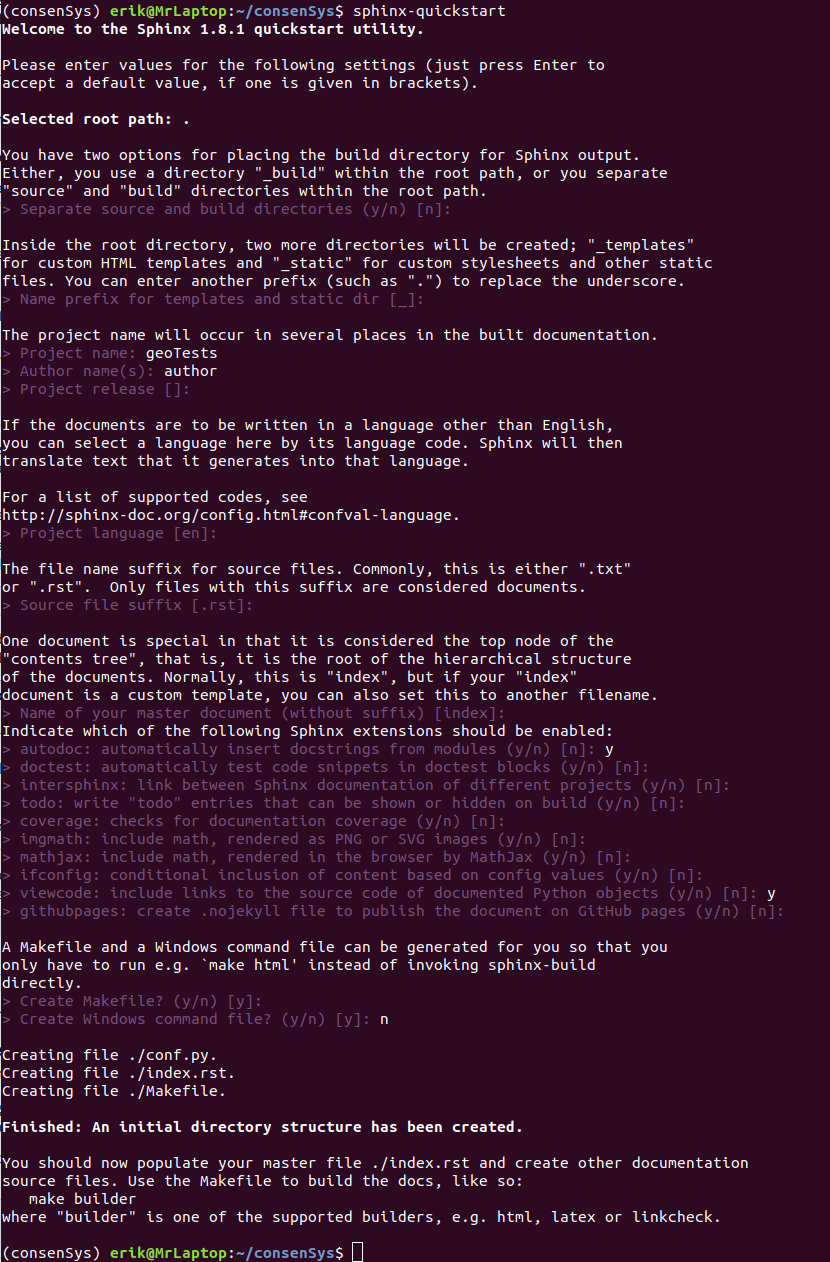 (consenSys) erik@MrLaptop:~/consenSys$ sphinx-quickstart
Welcome to the Sphinx 1.8.1 quickstart utility.
Please enter values for the following settings (just press Enter to
accept a default value, if one is given in brackets).
Selected root path: .
You have two options for placing the build directory for Sphinx output.
Either, you use a directory "_build" within the root path, or you separate
"source" and "build" directories within the root path.
> Separate source and build directories (y/n) [n]:
Inside the root directory, two more directories will be created; "_templates"
for custom HTML templates and "_static" for custom stylesheets and other static
files. You can enter another prefix (such as ".") to replace the underscore.
> Name prefix for templates and static dir [_]:
The project name will occur in several places in the built documentation.
> Project name: geoTests
> Author name(s): author
> Project release []:
If the documents are to be written in a language other than English,
you can select a language here by its language code. Sphinx will then
translate text that it generates into that language.
For a list of supported codes, see
http://sphinx-doc.org/config.html#confval-language.
> Project language [en]:
The file name suffix for source files. Commonly, this is either ".txt"
or ".rst".  Only files with this suffix are considered documents.
> Source file suffix [.rst]:
One document is special in that it is considered the top node of the
"contents tree", that is, it is the root of the hierarchical structure
of the documents. Normally, this is "index", but if your "index"
document is a custom template, you can also set this to another filename.
> Name of your master document (without suffix) [index]:
Indicate which of the following Sphinx extensions should be enabled:
> autodoc: automatically insert docstrings from modules (y/n) [n]: y
> doctest: automatically test code snippets in doctest blocks (y/n) [n]:
> intersphinx: link between Sphinx documentation of different projects (y/n) [n]:
> todo: write "todo" entries that can be shown or hidden on build (y/n) [n]:
> coverage: checks for documentation coverage (y/n) [n]:
> imgmath: include math, rendered as PNG or SVG images (y/n) [n]:
> mathjax: include math, rendered in the browser by MathJax (y/n) [n]:
> ifconfig: conditional inclusion of content based on config values (y/n) [n]:
> viewcode: include links to the source code of documented Python objects (y/n) [n]: y
> githubpages: create .nojekyll file to publish the document on GitHub pages (y/n) [n]:
A Makefile and a Windows command file can be generated for you so that you
only have to run e.g. `make html' instead of invoking sphinx-build
directly.
> Create Makefile? (y/n) [y]:
> Create Windows command file? (y/n) [y]: n
Creating file ./conf.py.
Creating file ./index.rst.
Creating file ./Makefile.
Finished: An initial directory structure has been created.
You should now populate your master file ./index.rst and create other documentation
source files. Use the Makefile to build the docs, like so:
   make builder
where "builder" is one of the supported builders, e.g. html, latex or linkcheck.
(consenSys) erik@MrLaptop:~/consenSys$